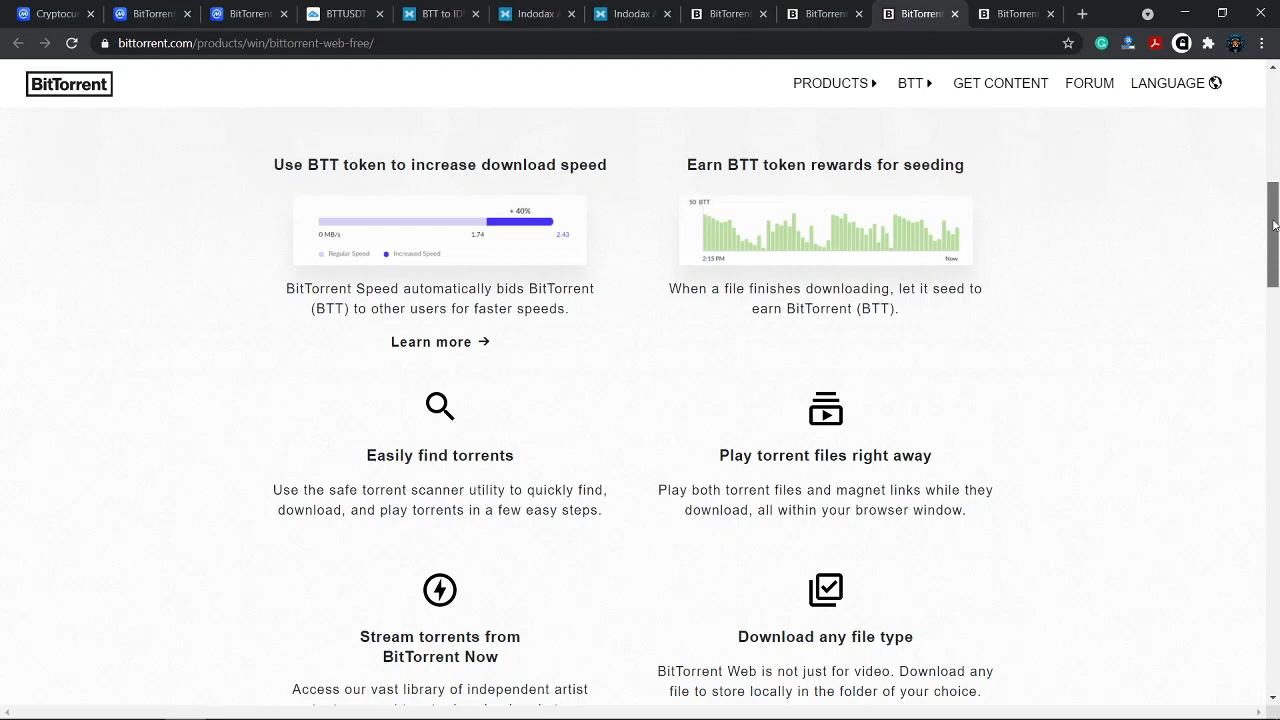 Cryptocu
BitTorren
BitTorren
BTTUSDT
BTT to ID
Indodax A
Indodax A
BitTorren
BitTorren
BitTorren
BitTorren
bittorrent.com/products/win/bittorrent-web-free/
BitTorrent
PRODUCTS
BTT
GET CONTENT
FORUM
LANGUAGE
Use BTT token to increase download speed
+ 40%
0 MB/s
1.74
2.43
Regular Speed
Increased Speed
BitTorrent Speed automatically bids BitTorrent
(BTT) to other users for faster speeds.
Learn more →
Earn BTT token rewards for seeding
50 BTT
2:15 PM
Now
When a file finishes downloading, let it seed to
earn BitTorrent (BTT).
Easily find torrents
Use the safe torrent scanner utility to quickly find,
download, and play torrents in a few easy steps.
Play torrent files right away
Play both torrent files and magnet links while they
download, all within your browser window.
Stream torrents from
BitTorrent Now
Access our vast library of independent artist
Download any file type
BitTorrent Web is not just for video. Download any
file to store locally in the folder of your choice.